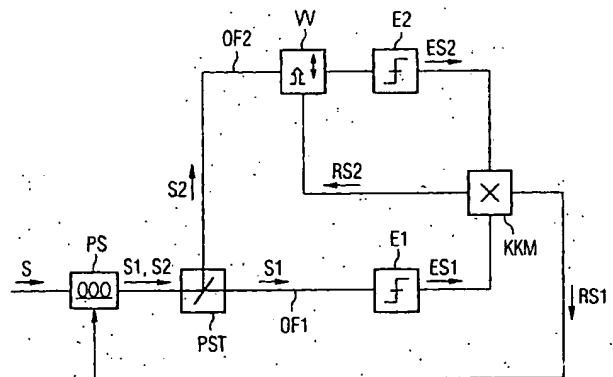 OF2
VV
E2
ES2
S2
RS2
S
PS
S1, S2
S1
E1
ES1
KKM
PST
OF1
RS1